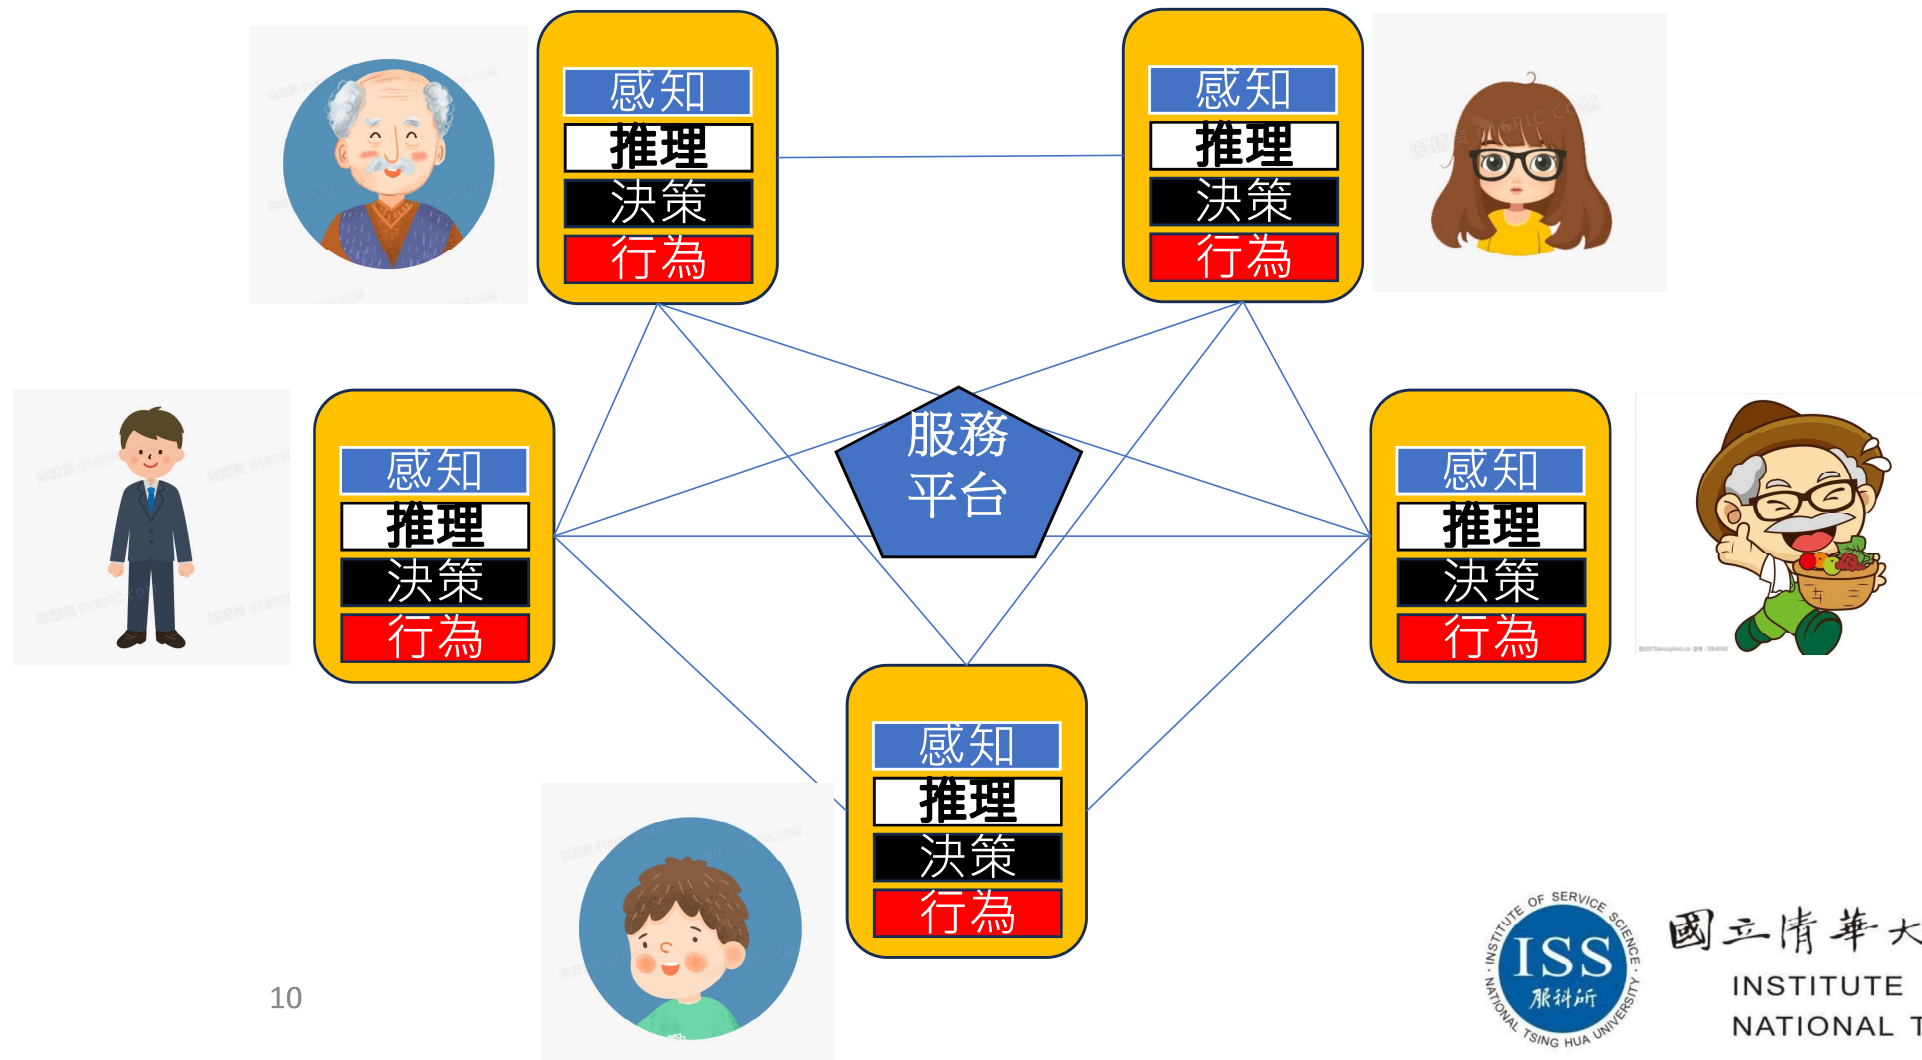 感知
推理
決策
行為
感知
推理
決策
行為
服務
平台
感知
推理
決策
行為
感知
推理
決策
行為
感知
推理
決策
行為
10
INSTITUTE OF SERVICE SCIENCE
NATIONAL TSING HUA UNIVERSITY
ISS
服科所
國立清華大
INSTITUTE
NATIONAL T